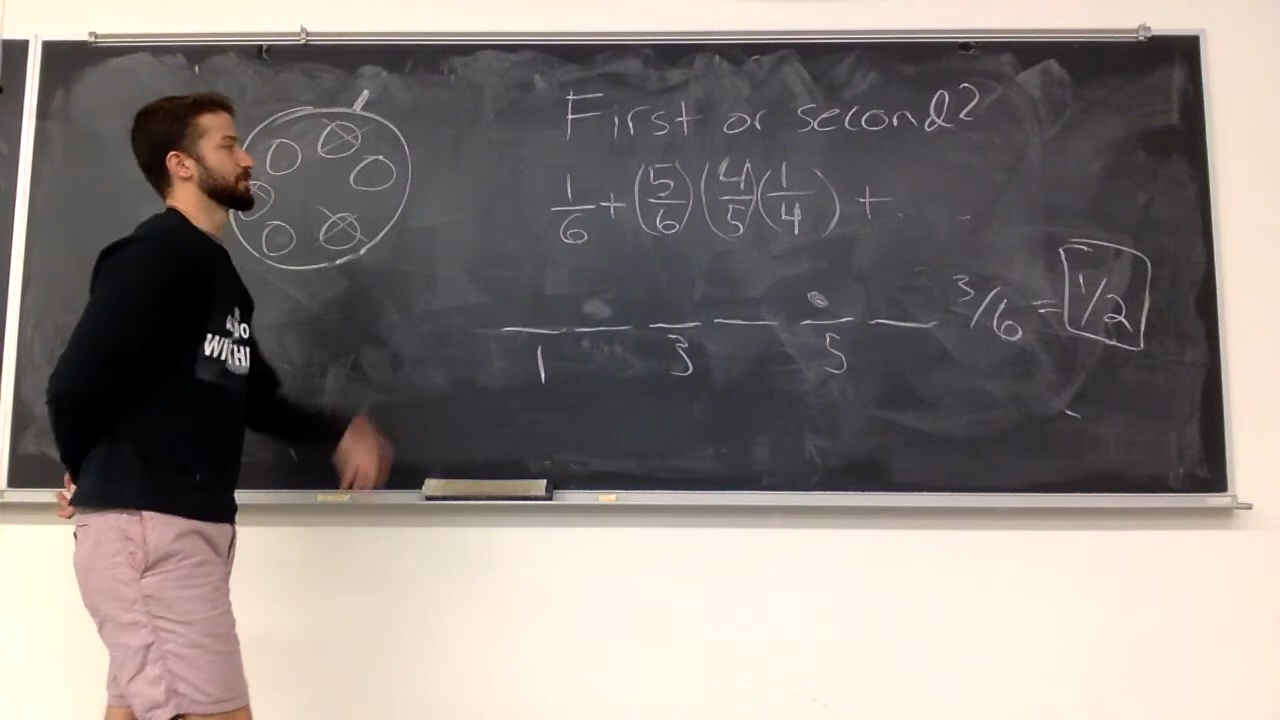 First or second?
1/6 + (5/6)(4/5)(1/4) + . .
3/6 = 1/2
1 3 5